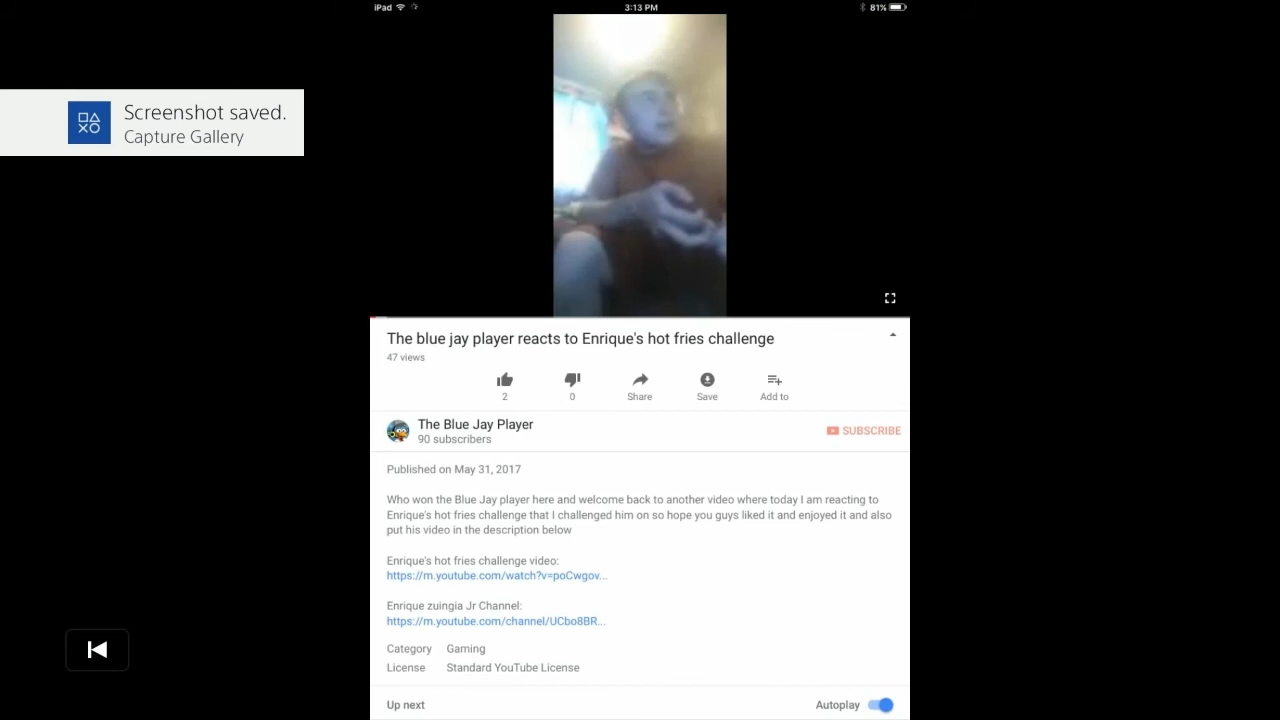 iPad 3:13 PM 81%
Screenshot saved.
Capture Gallery
The blue jay player reacts to Enrique's hot fries challenge
47 views
2 0 Share Save Add to
The Blue Jay Player
90 subscribers
SUBSCRIBE
Published on May 31, 2017
Who won the Blue Jay player here and welcome back to another video where today I am reacting to
Enrique's hot fries challenge that I challenged him on so hope you guys liked it and enjoyed it and also
put his video in the description below
Enrique's hot fries challenge video:
https://m.youtube.com/watch?v=poCwgov...
Enrique zuingia Jr Channel:
https://m.youtube.com/channel/UCbo8BR...
Category Gaming
License Standard YouTube License
Up next Autoplay